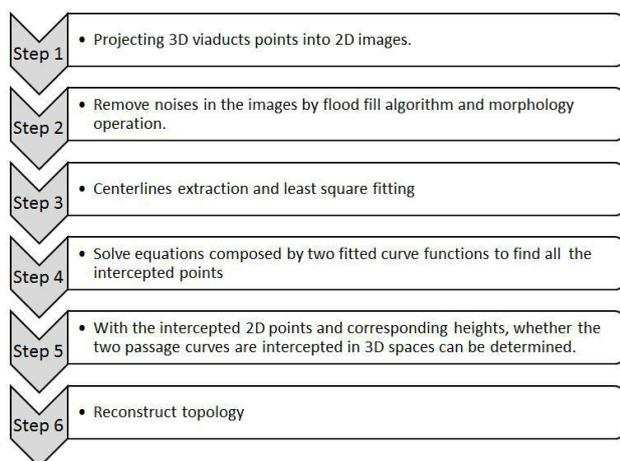 Step 1
• Projecting 3D viaducts points into 2D images.
Step 2
• Remove noises in the images by flood fill algorithm and morphology
operation.
Step 3
• Centerlines extraction and least square fitting
Step 4
• Solve equations composed by two fitted curve functions to find all the
intercepted points
Step 5
• With the intercepted 2D points and corresponding heights, whether the
two passage curves are intercepted in 3D spaces can be determined.
Step 6
• Reconstruct topology